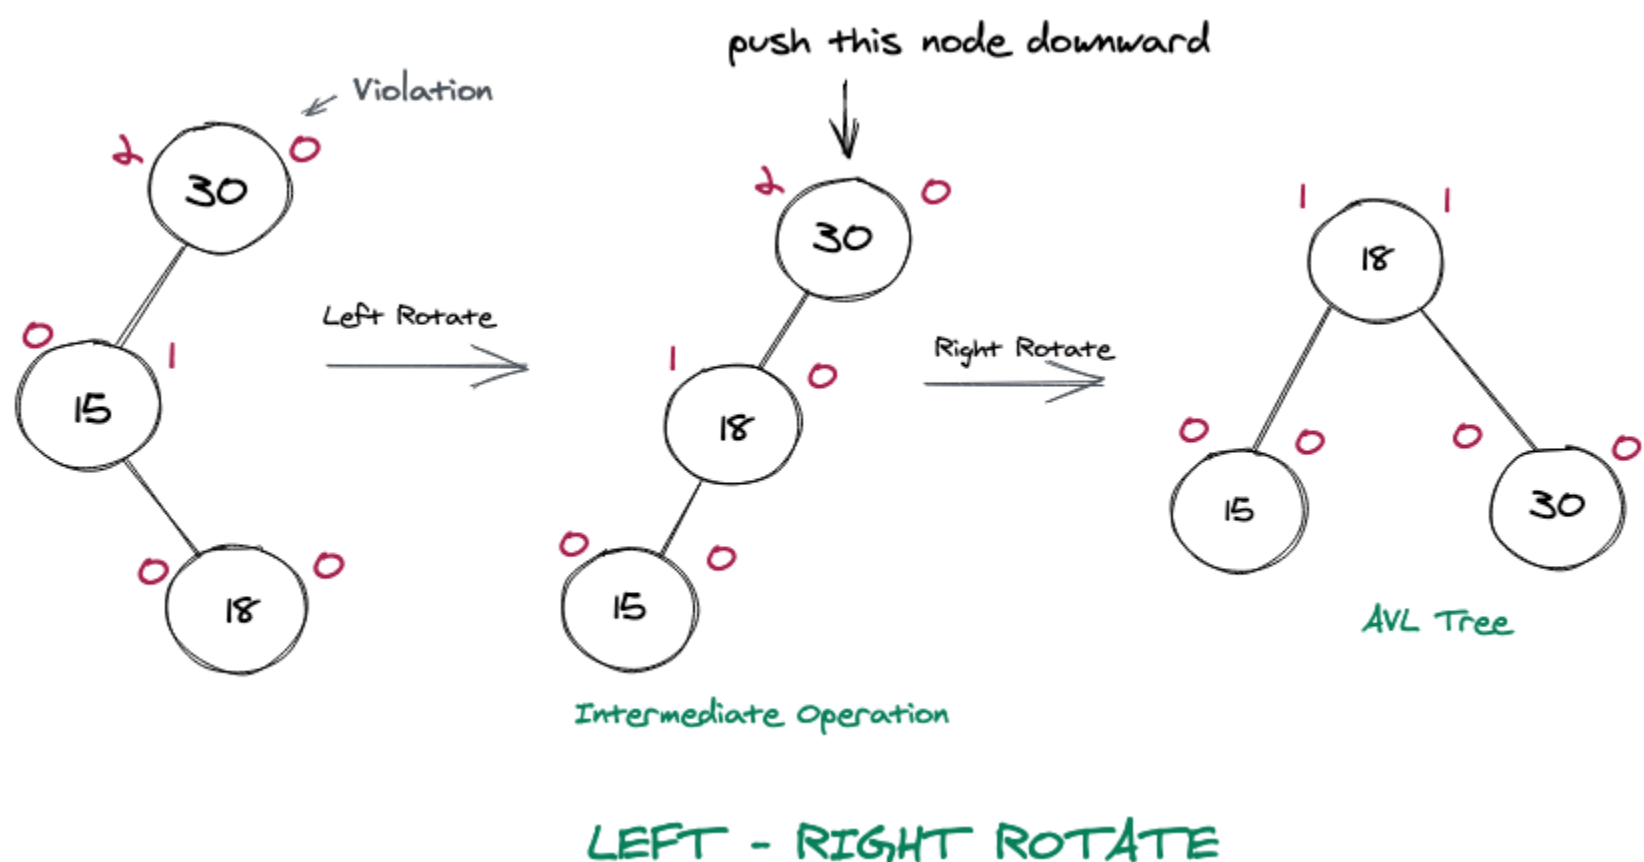 push this node downward
Violation
2 0
30
0 1
15
0 0
18
Left Rotate
2 0
30
1 0
18
0 0
15
Intermediate Operation
Right Rotate
1 1
18
0 0
15
0 0
30
AVL Tree
LEFT - RIGHT ROTATE